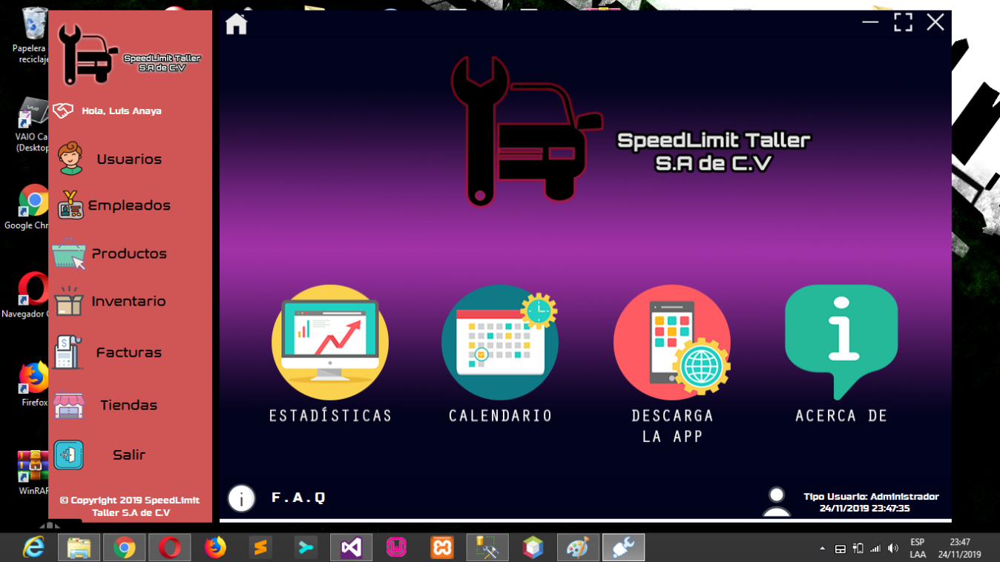 Papelera
reciclaje
VAIO Ca
(Desktop
Google Chr
Navegador
Firefox
WinRAR
SpeedLimit Taller
S.A de C.V
Hola, Luis Anaya
Usuarios
Empleados
Productos
Inventario
Facturas
Tiendas
Salir
© Copyright 2019 SpeedLimit
Taller S.A de C.V
SpeedLimit Taller
S.A de C.V
ESTADÍSTICAS
CALENDARIO
DESCARGA
LA APP
ACERCA DE
F.A.Q
Tipo Usuario: Administrador
24/11/2019 23:47:35
ESP
LAA
23:47
24/11/2019